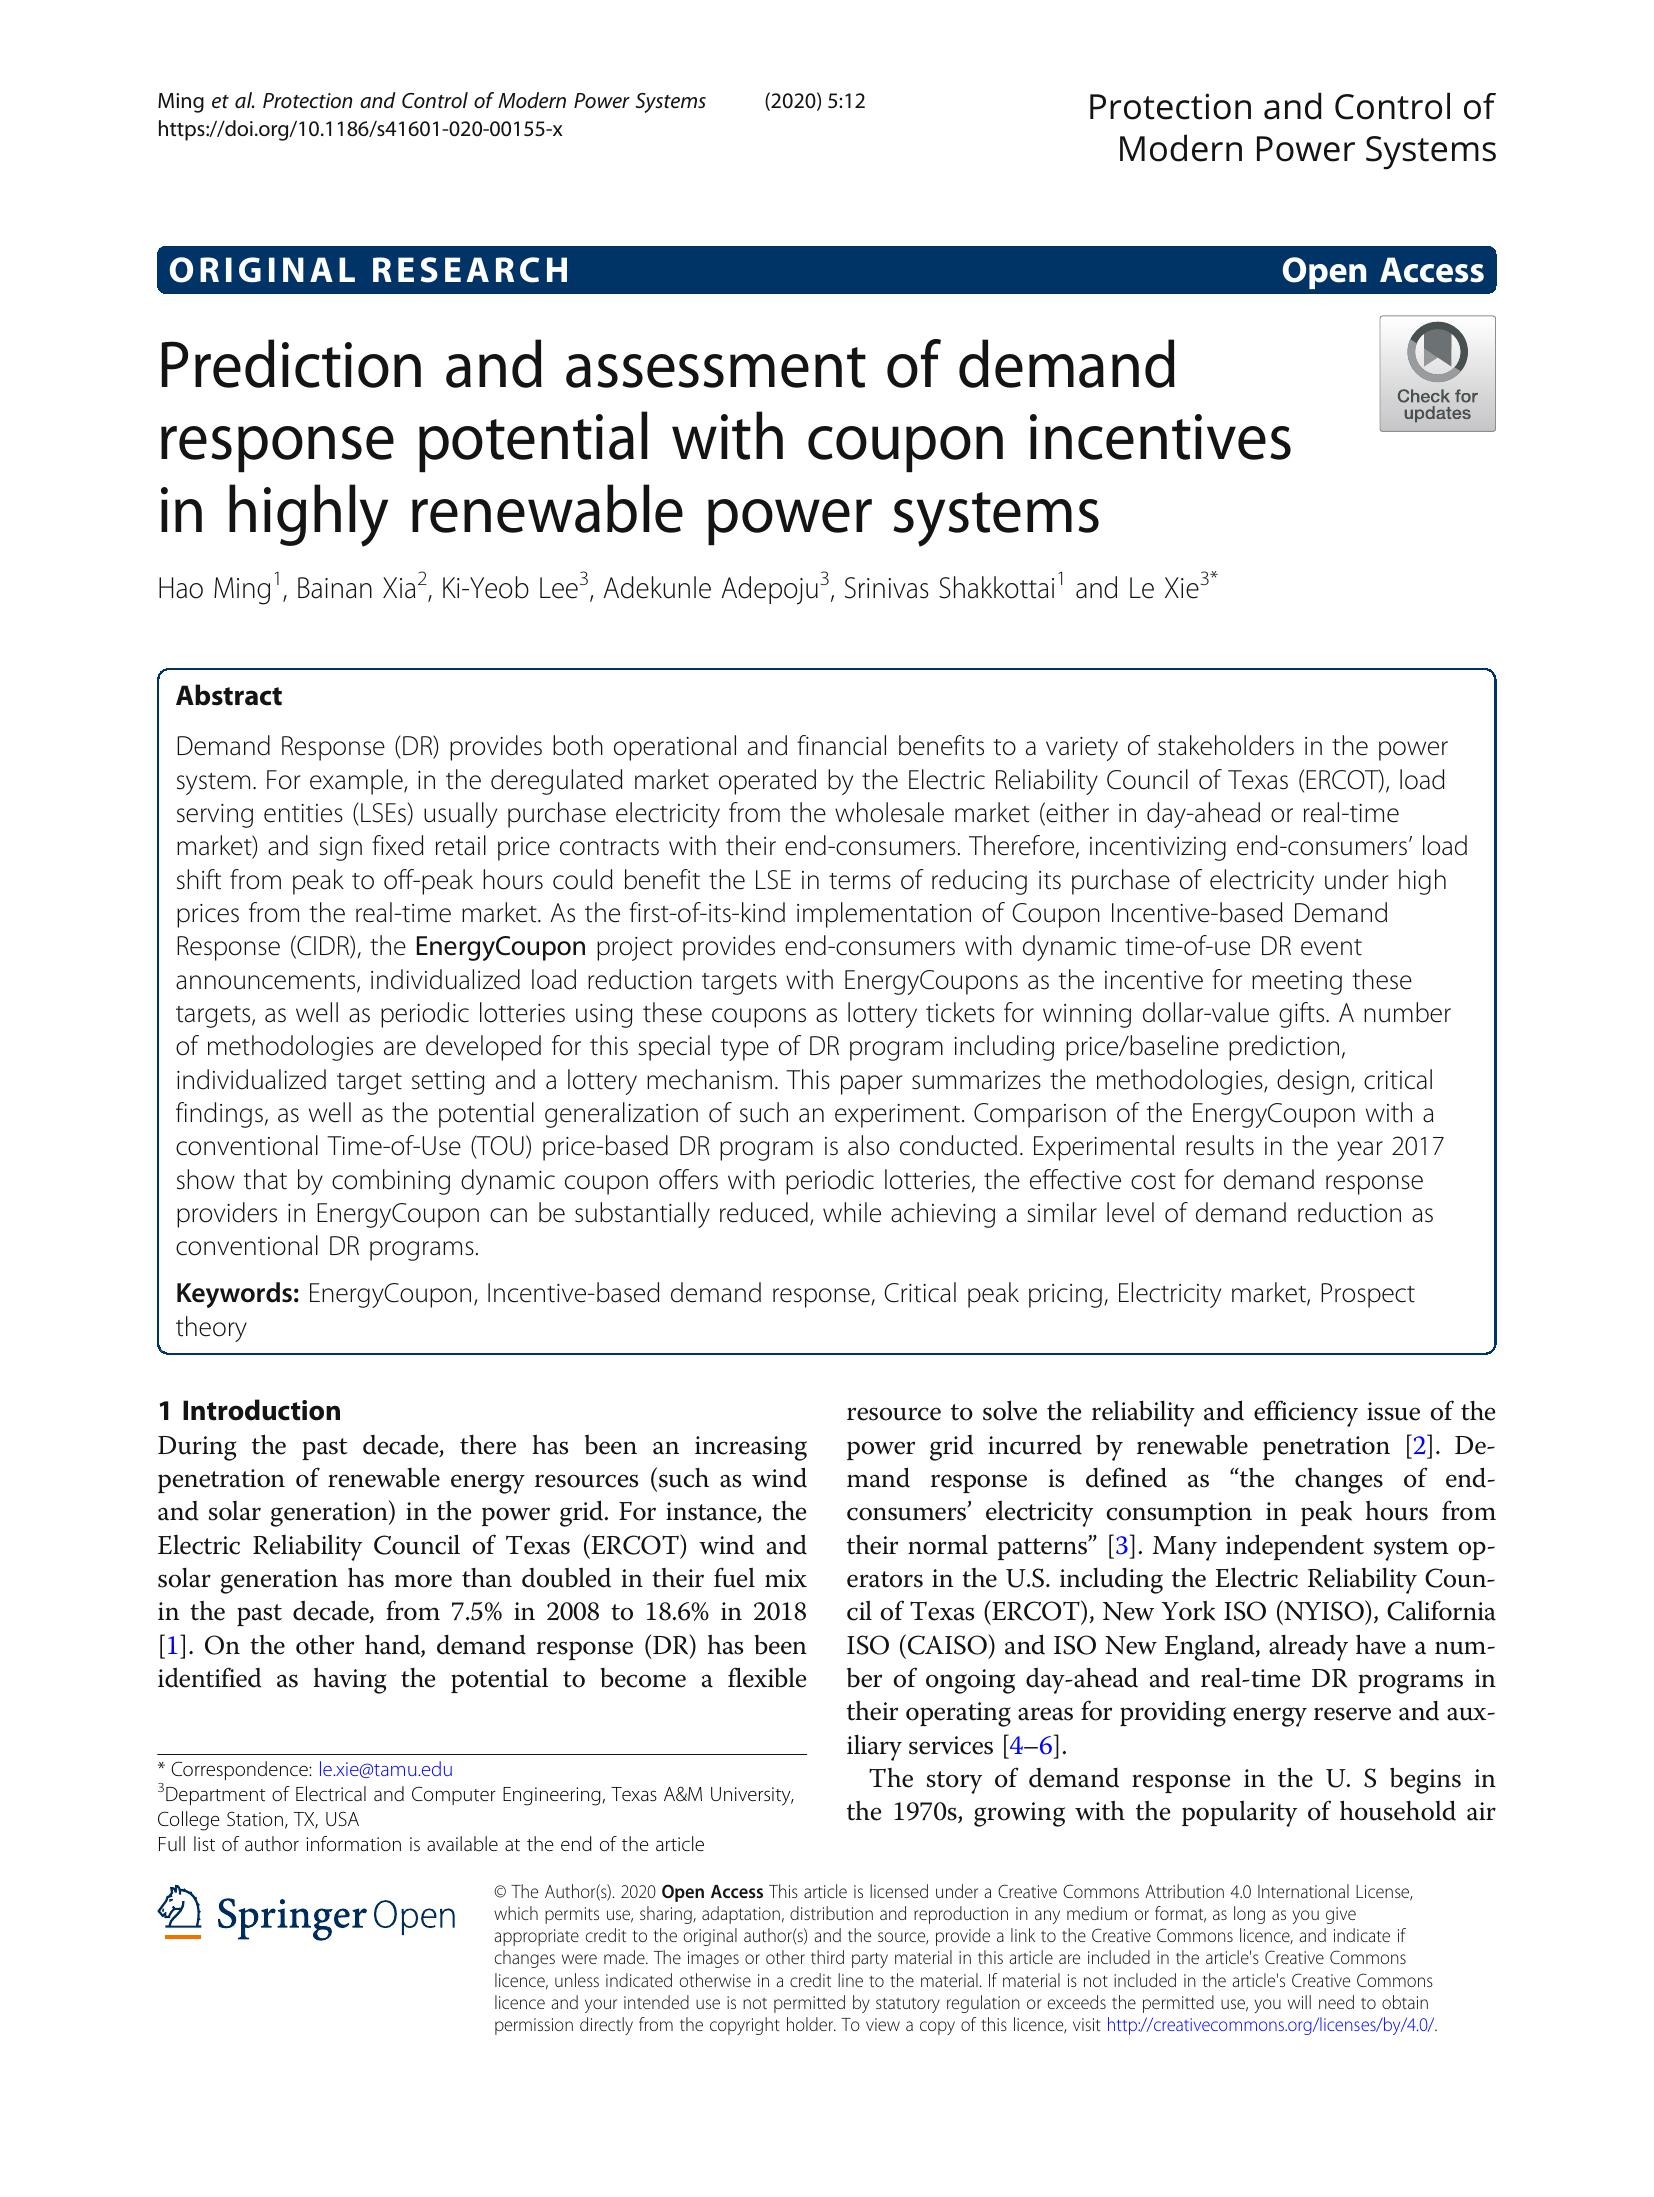 Ming et al. Protection and Control of Modern Power Systems (2020) 5:12
https://doi.org/10.1186/s41601-020-00155-x
Protection and Control of
Modern Power Systems
ORIGINAL RESEARCH Open Access
Check for
updates
Prediction and assessment of demand
response potential with coupon incentives
in highly renewable power systems
Hao Ming1, Bainan Xia2, Ki-Yeob Lee3, Adekunle Adepoju3, Srinivas Shakkottai1 and Le Xie3*
Abstract
Demand Response (DR) provides both operational and financial benefits to a variety of stakeholders in the power
system. For example, in the deregulated market operated by the Electric Reliability Council of Texas (ERCOT), load
serving entities (LSEs) usually purchase electricity from the wholesale market (either in day-ahead or real-time
market) and sign fixed retail price contracts with their end-consumers. Therefore, incentivizing end-consumers’ load
shift from peak to off-peak hours could benefit the LSE in terms of reducing its purchase of electricity under high
prices from the real-time market. As the first-of-its-kind implementation of Coupon Incentive-based Demand
Response (CIDR), the EnergyCoupon project provides end-consumers with dynamic time-of-use DR event
announcements, individualized load reduction targets with EnergyCoupons as the incentive for meeting these
targets, as well as periodic lotteries using these coupons as lottery tickets for winning dollar-value gifts. A number
of methodologies are developed for this special type of DR program including price/baseline prediction,
individualized target setting and a lottery mechanism. This paper summarizes the methodologies, design, critical
findings, as well as the potential generalization of such an experiment. Comparison of the EnergyCoupon with a
conventional Time-of-Use (TOU) price-based DR program is also conducted. Experimental results in the year 2017
show that by combining dynamic coupon offers with periodic lotteries, the effective cost for demand response
providers in EnergyCoupon can be substantially reduced, while achieving a similar level of demand reduction as
conventional DR programs.
Keywords: EnergyCoupon, Incentive-based demand response, Critical peak pricing, Electricity market, Prospect
theory
1 Introduction
During the past decade, there has been an increasing
penetration of renewable energy resources (such as wind
and solar generation) in the power grid. For instance, the
Electric Reliability Council of Texas (ERCOT) wind and
solar generation has more than doubled in their fuel mix
in the past decade, from 7.5% in 2008 to 18.6% in 2018
[1]. On the other hand, demand response (DR) has been
identified as having the potential to become a flexible
resource to solve the reliability and efficiency issue of the
power grid incurred by renewable penetration [2]. De-
mand response is defined as “the changes of end-
consumers’ electricity consumption in peak hours from
their normal patterns” [3]. Many independent system op-
erators in the U.S. including the Electric Reliability Coun-
cil of Texas (ERCOT), New York ISO (NYISO), California
ISO (CAISO) and ISO New England, already have a num-
ber of ongoing day-ahead and real-time DR programs in
their operating areas for providing energy reserve and aux-
iliary services [4–6].
The story of demand response in the U. S begins in
the 1970s, growing with the popularity of household air
* Correspondence: le.xie@tamu.edu
3Department of Electrical and Computer Engineering, Texas A&M University,
College Station, TX, USA
Full list of author information is available at the end of the article
Springer Open
© The Author(s). 2020 Open Access This article is licensed under a Creative Commons Attribution 4.0 International License,
which permits use, sharing, adaptation, distribution and reproduction in any medium or format, as long as you give
appropriate credit to the original author(s) and the source, provide a link to the Creative Commons licence, and indicate if
changes were made. The images or other third party material in this article are included in the article's Creative Commons
licence, unless indicated otherwise in a credit line to the material. If material is not included in the article's Creative Commons
licence and your intended use is not permitted by statutory regulation or exceeds the permitted use, you will need to obtain
permission directly from the copyright holder. To view a copy of this licence, visit http://creativecommons.org/licenses/by/4.0/.